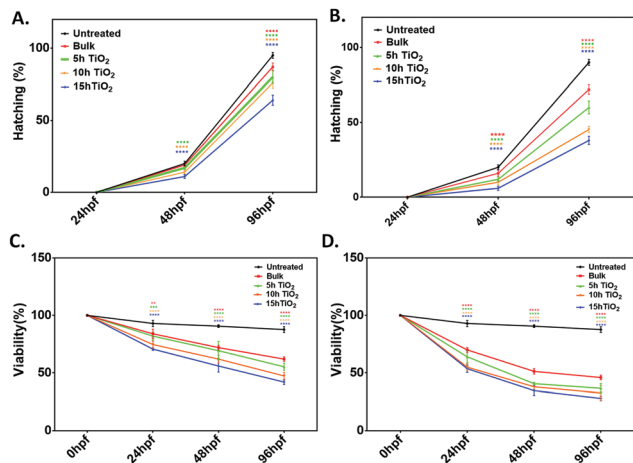 A.
Hatching (%)
100
50
0
24hpf
48hpf
96hpf
Untreated
Bulk
5h TiO₂
10h TiO₂
15hTiO₂
****
****
****
****
****
****
****
B.
Hatching (%)
100
50
0
24hpf
48hpf
96hpf
Untreated
Bulk
5h TiO₂
10h TiO₂
15hTiO₂
****
****
****
****
****
****
****
****
C.
Viability(%)
150
100
50
0
0hpf
24hpf
48hpf
96hpf
Untreated
Bulk
5h TiO₂
10h TiO₂
15hTiO₂
**
***
****
****
****
****
****
****
****
****
****
D.
Viability(%)
150
100
50
0
0hpf
24hpf
48hpf
96hpf
Untreated
Bulk
5h TiO₂
10h TiO₂
15hTiO₂
****
****
****
****
****
****
****
****
****
****
****
****